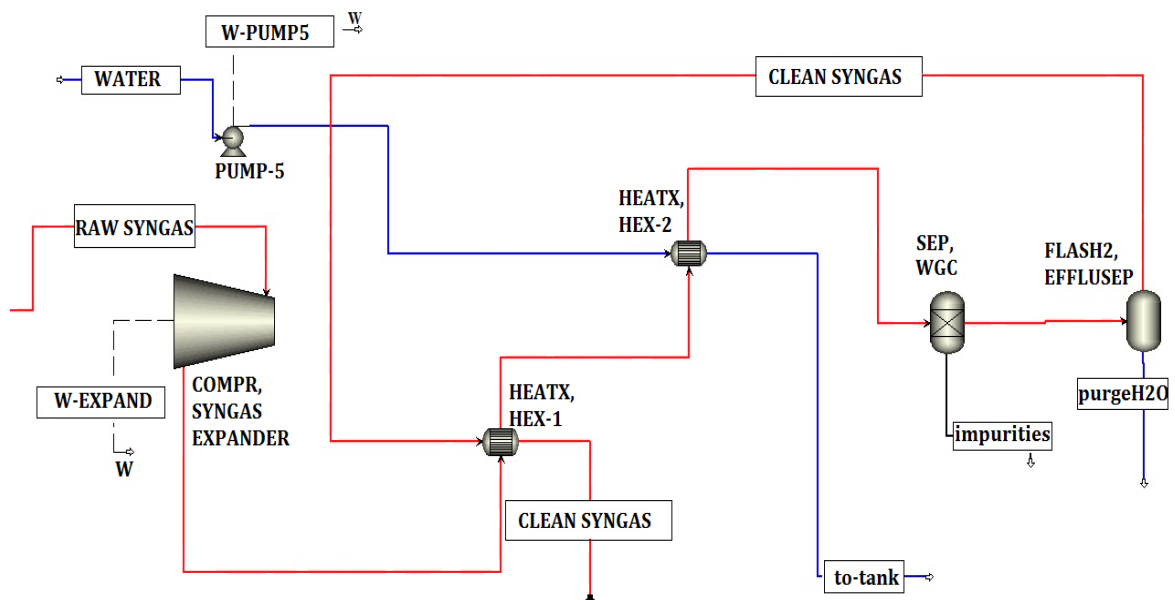 W-PUMP5
W
WATER
CLEAN SYNGAS
PUMP-5
HEATX,
HEX-2
RAW SYNGAS
SEP,
WGC
FLASH2,
EFFLUSEP
W-EXPAND
COMPR,
SYNGAS
EXPANDER
HEATX,
HEX-1
purgeH2O
impurities
W
CLEAN SYNGAS
to-tank